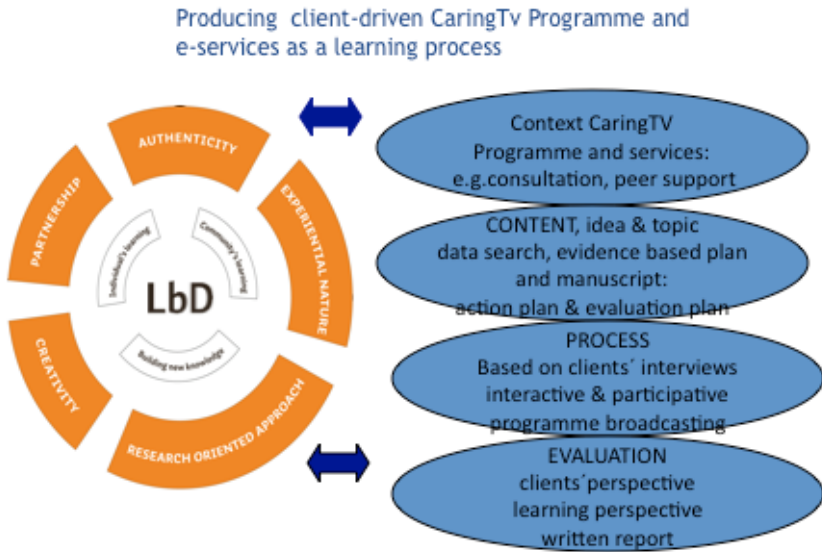 Producing client-driven CaringTv Programme and
e-services as a learning process
AUTHENTICITY
EXPERIENTIAL NATURE
RESEARCH ORIENTED APPROACH
CREATIVITY
PARTNERSHIP
Individual's learning
Community's learning
Building new knowledge
LbD
Context CaringTV
Programme and services:
e.g.consultation, peer support
CONTENT, idea & topic
data search, evidence based plan
and manuscript:
action plan & evaluation plan
PROCESS
Based on clients´ interviews
interactive & participative
programme broadcasting
EVALUATION
clients´perspective
learning perspective
written report